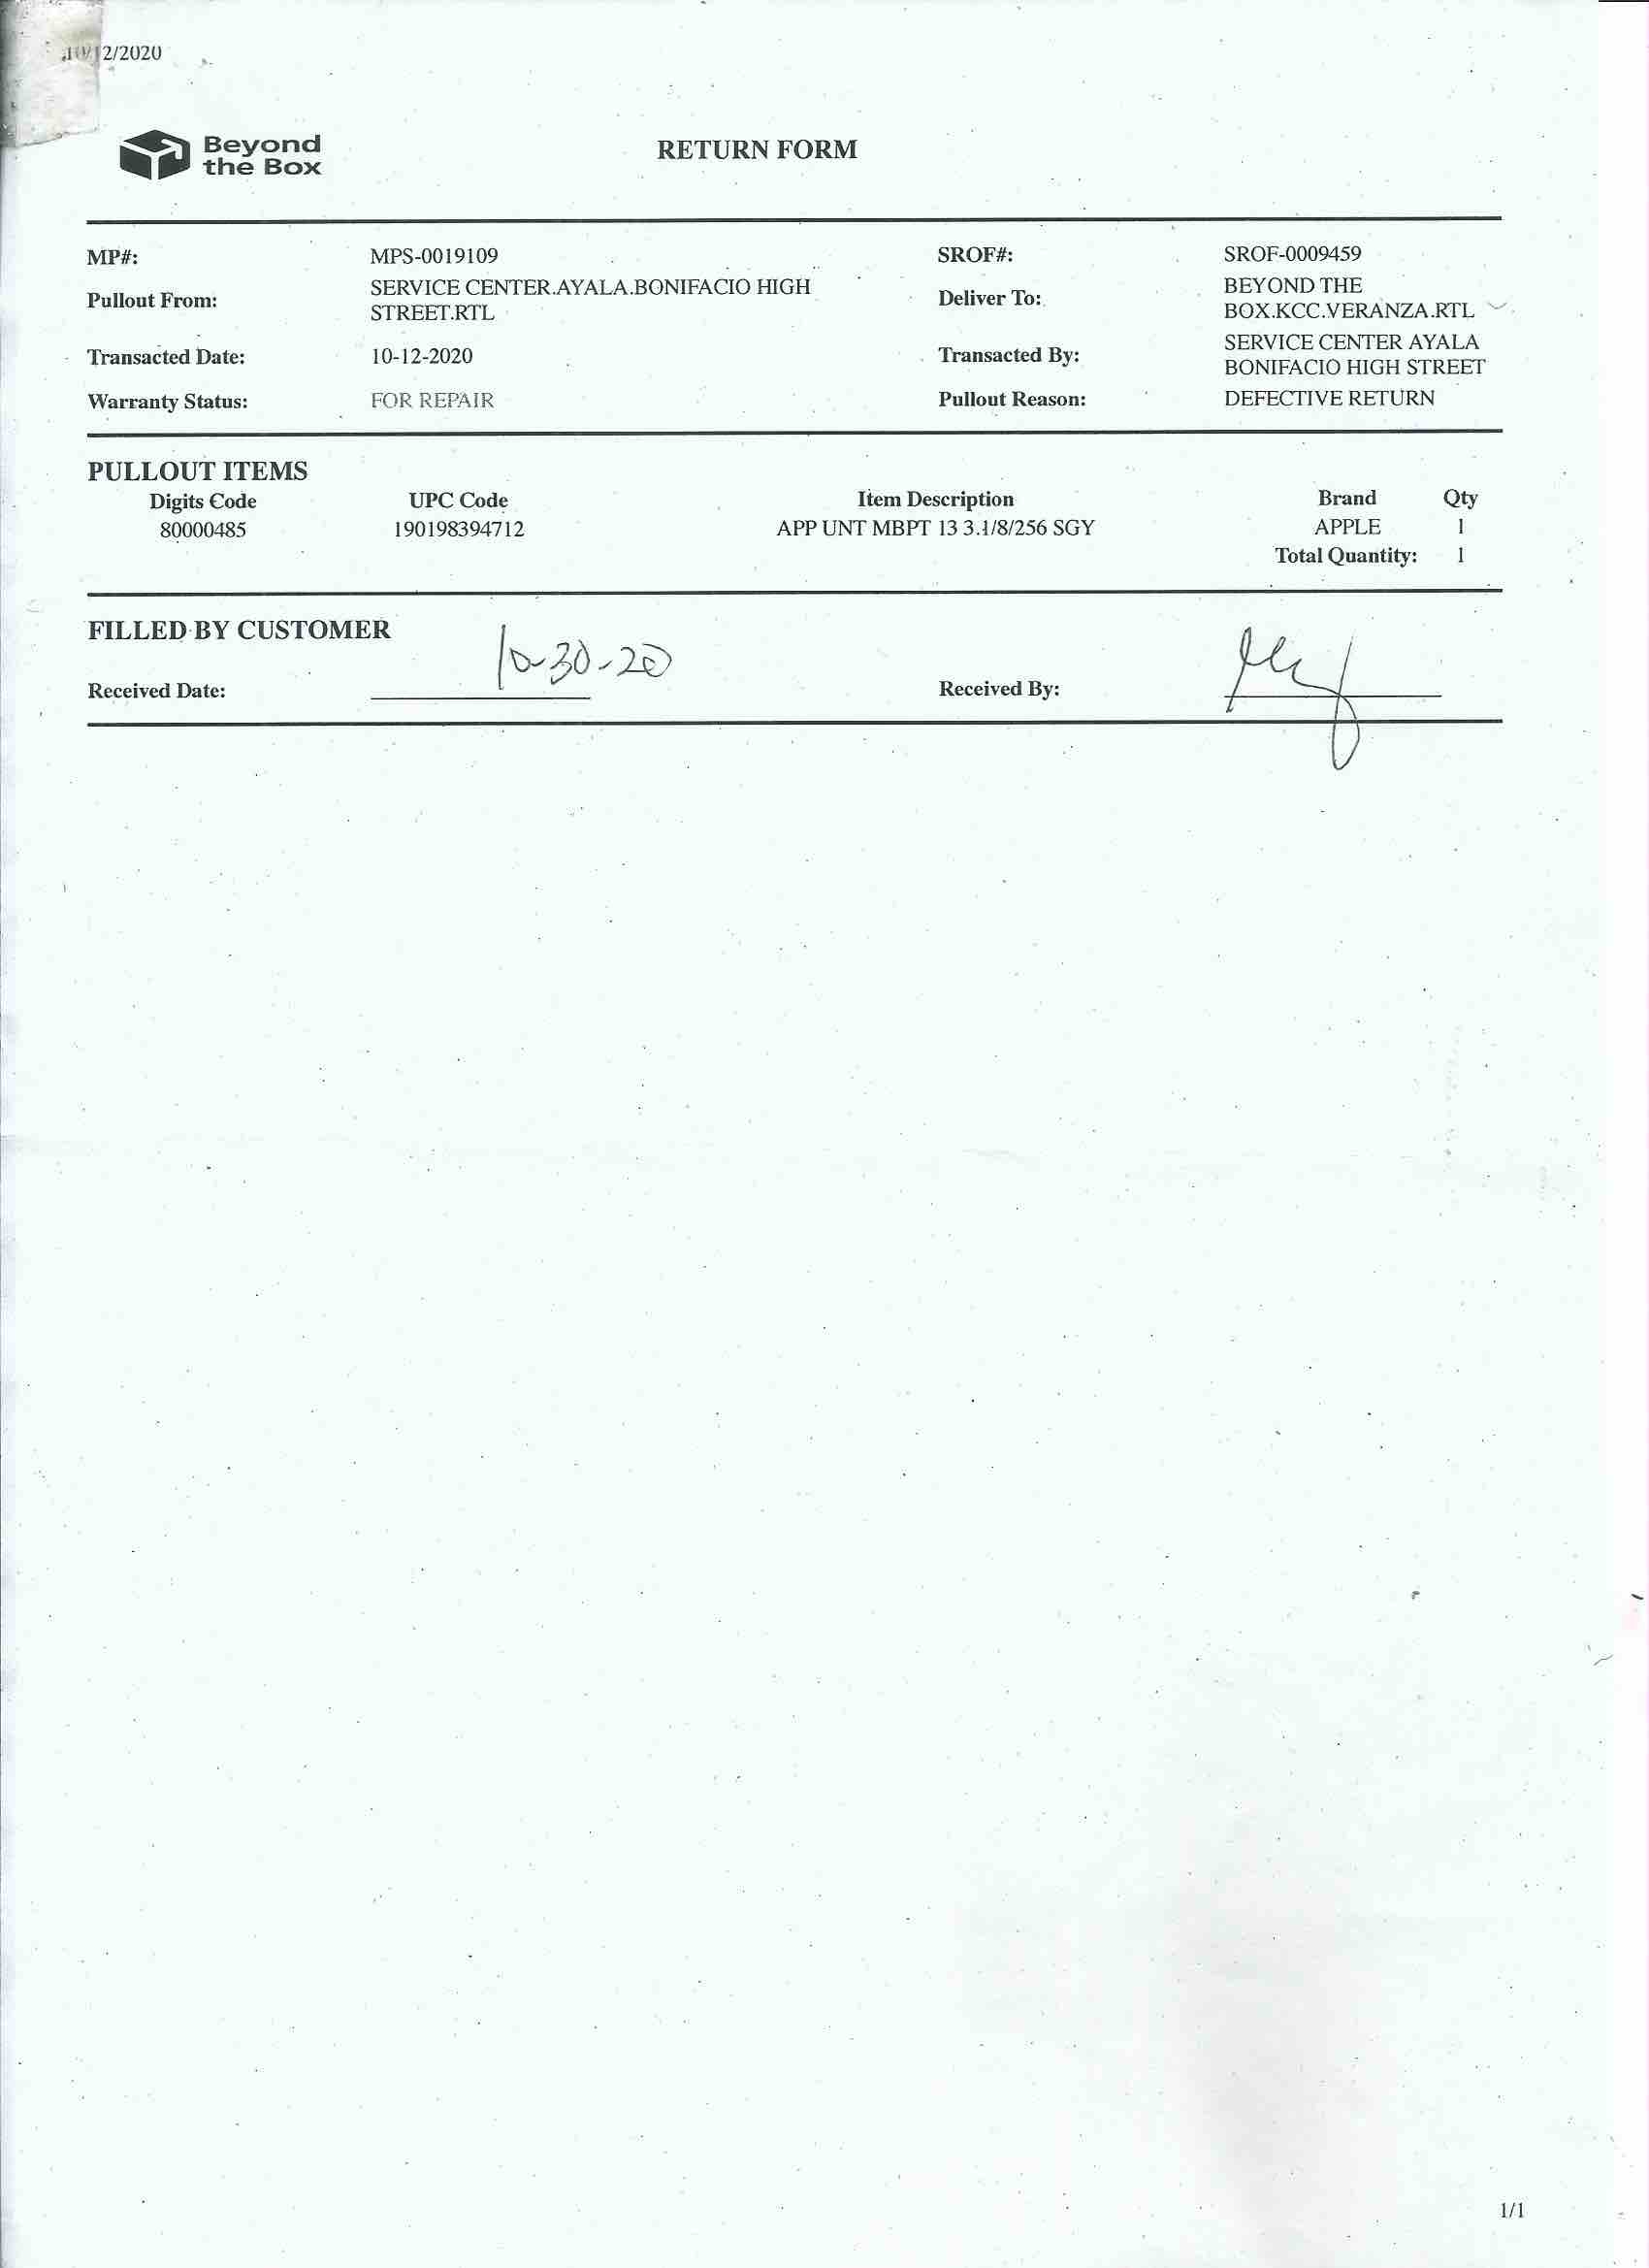 10/12/2020
Beyond
the Box
RETURN FORM
MP#: MPS-0019109 SROF#: SROF-0009459
Pullout From: SERVICE CENTER.AYALA.BONIFACIO HIGH STREET.RTL Deliver To: BEYOND THE BOX.KCC.VERANZA.RTL
Transacted Date: 10-12-2020 Transacted By: SERVICE CENTER AYALA BONIFACIO HIGH STREET
Warranty Status: FOR REPAIR Pullout Reason: DEFECTIVE RETURN
PULLOUT ITEMS
Digits Code UPC Code Item Description Brand Qty
80000485 190198394712 APP UNT MBPT 13 3.1/8/256 SGY APPLE 1
Total Quantity: 1
FILLED BY CUSTOMER
Received Date: 10-30-20 Received By:
1/1